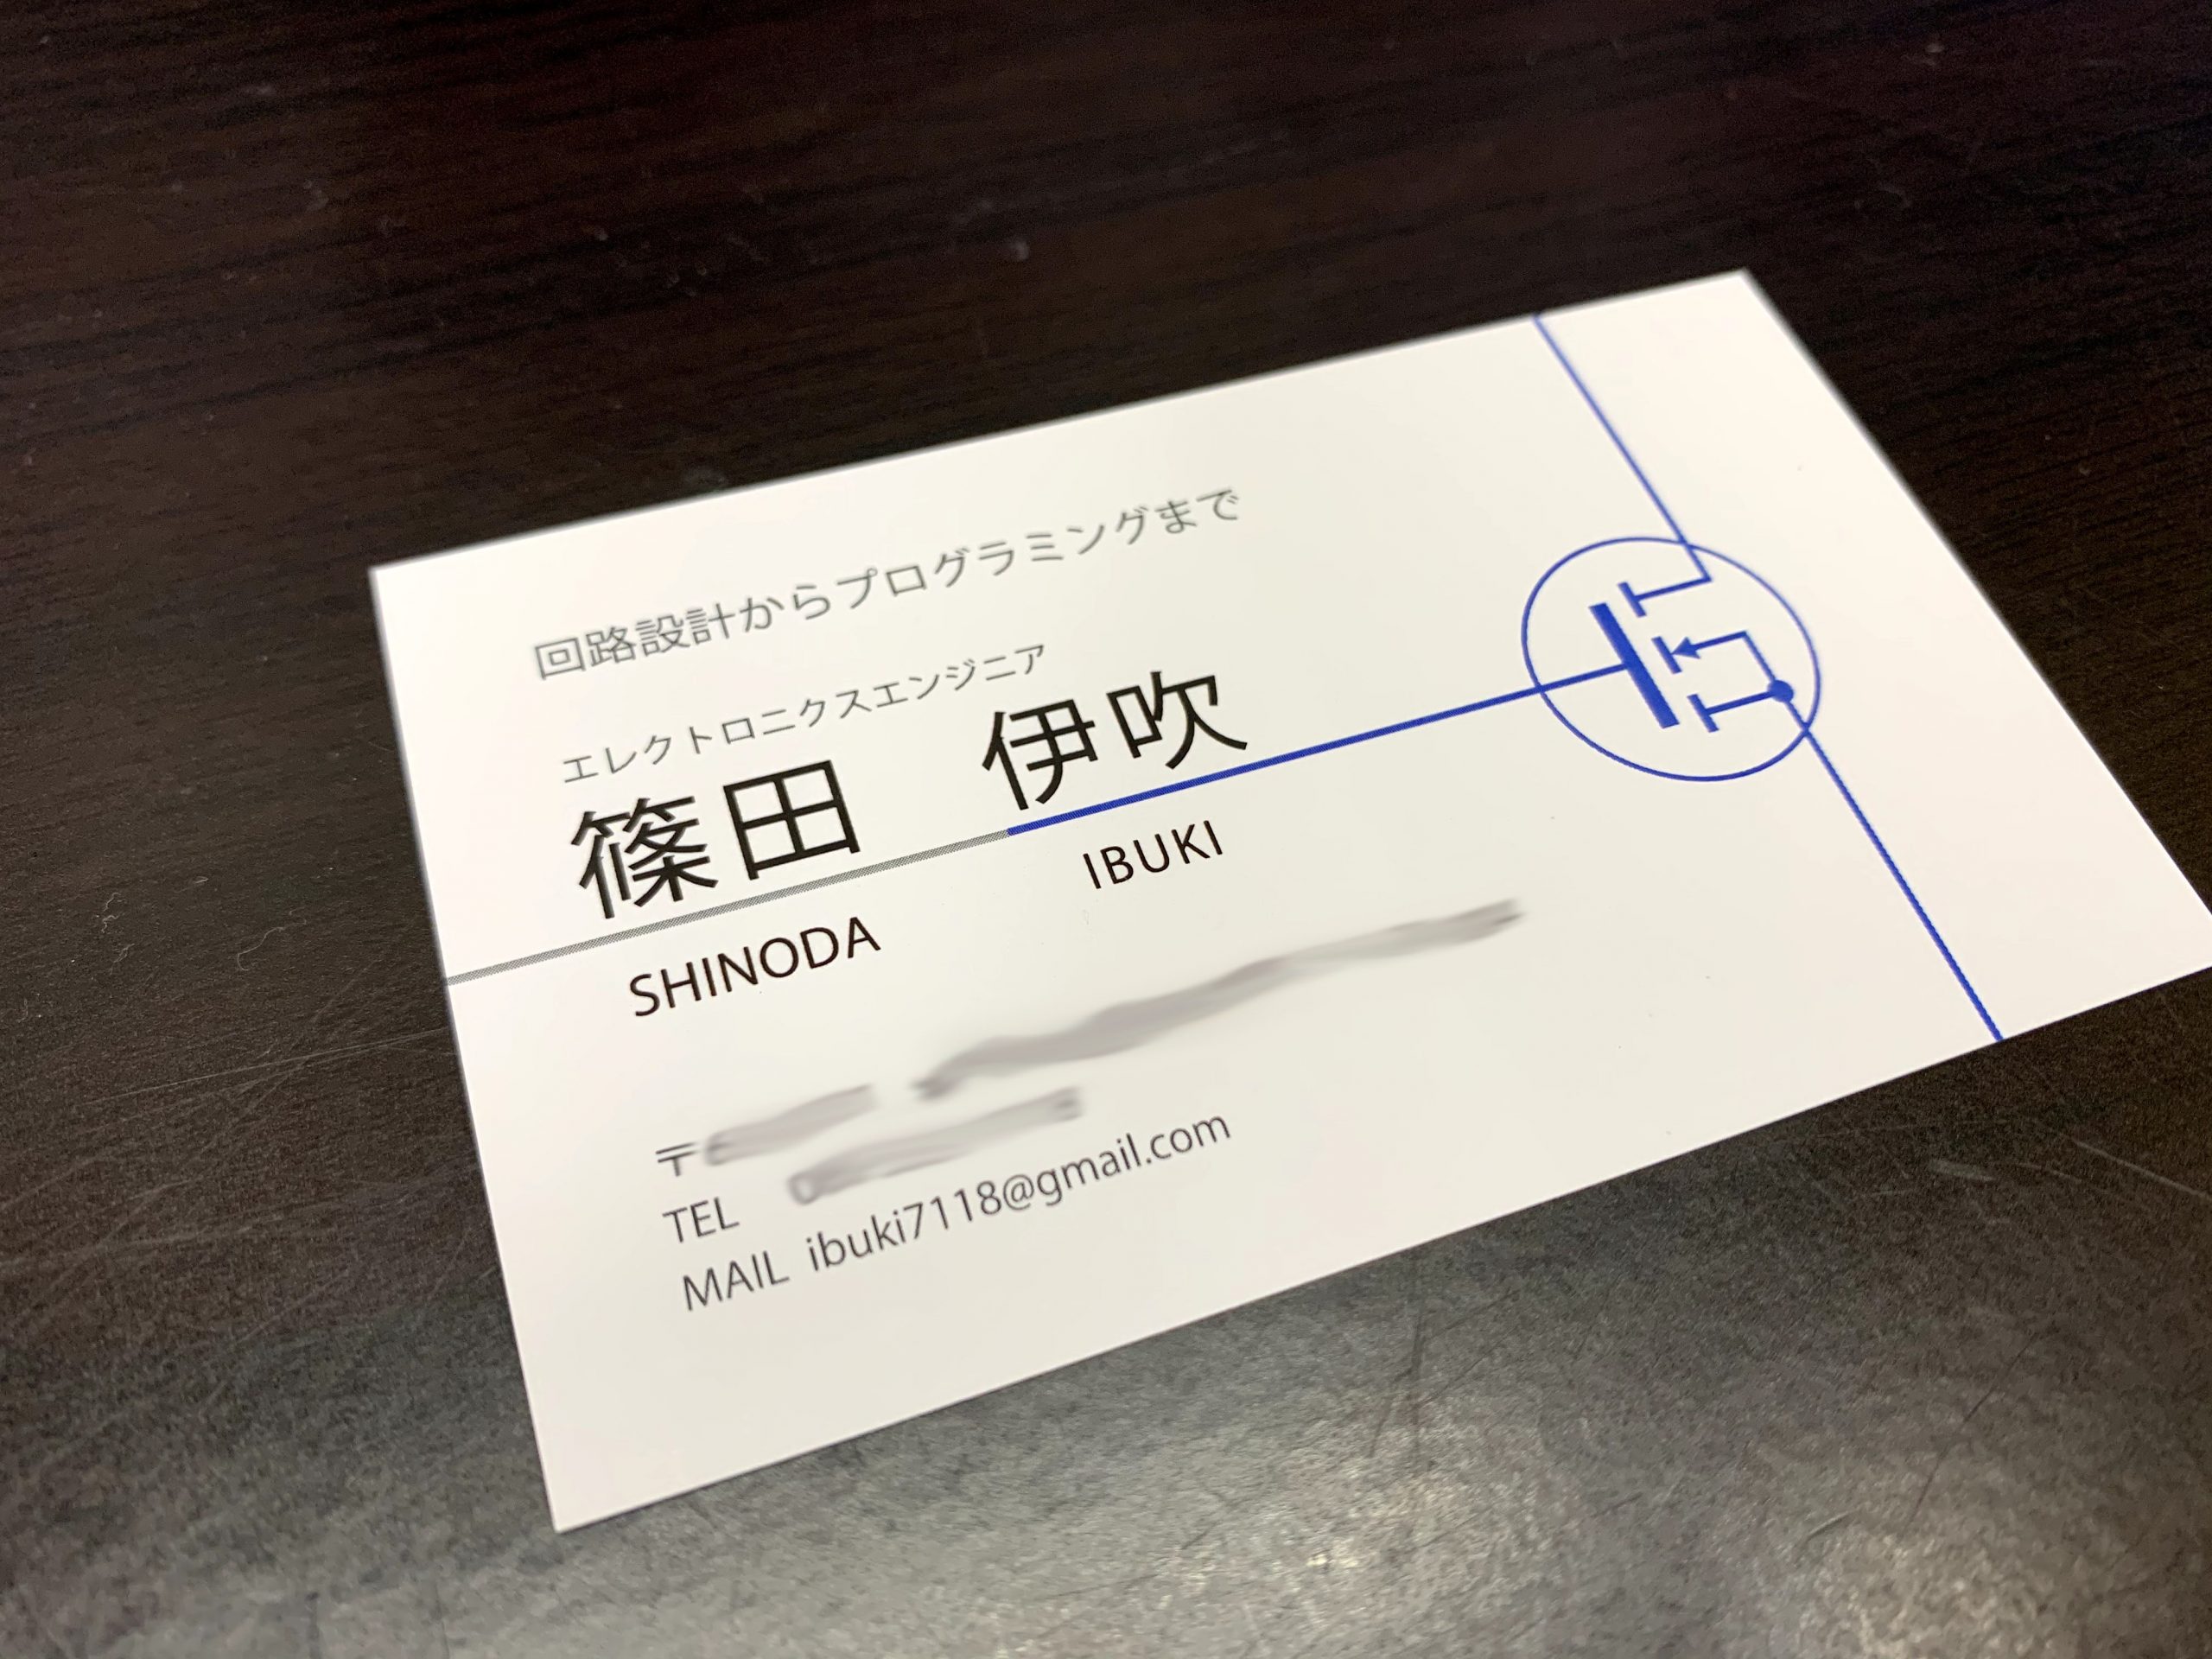 回路設計からプログラミングまで
エレクトロニクスエンジニア
篠田　伊吹
SHINODA IBUKI
〒
TEL
MAIL ibuki7118@gmail.com